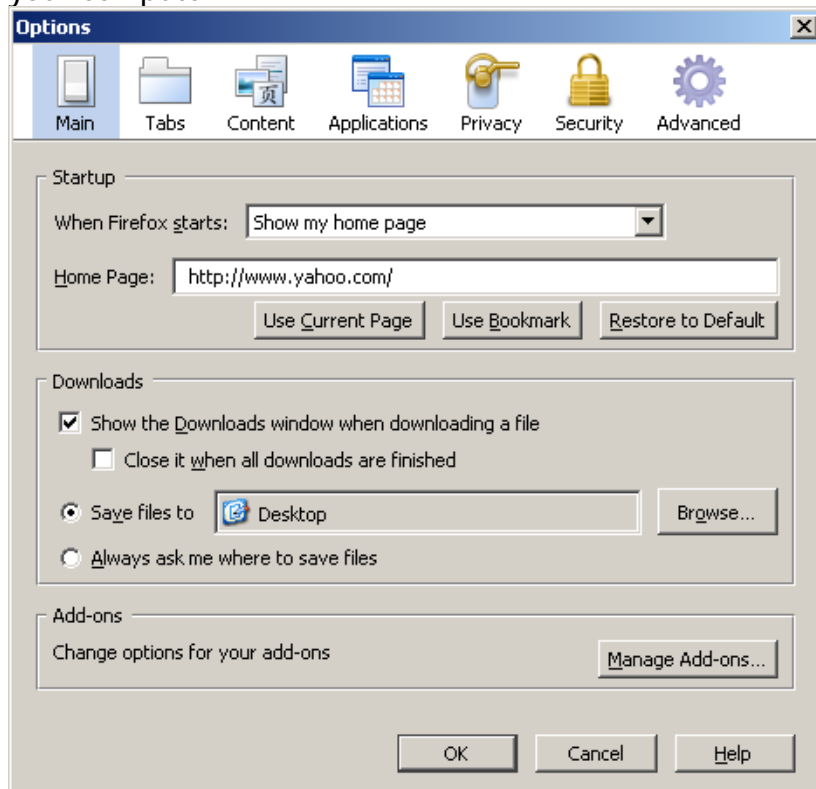 Options
Main Tabs Content Applications Privacy Security Advanced
Startup
When Firefox starts: Show my home page
Home Page: http://www.yahoo.com/
Use Current Page Use Bookmark Restore to Default
Downloads
Show the Downloads window when downloading a file
Close it when all downloads are finished
Save files to Desktop Browse...
Always ask me where to save files
Add-ons
Change options for your add-ons Manage Add-ons...
OK Cancel Help